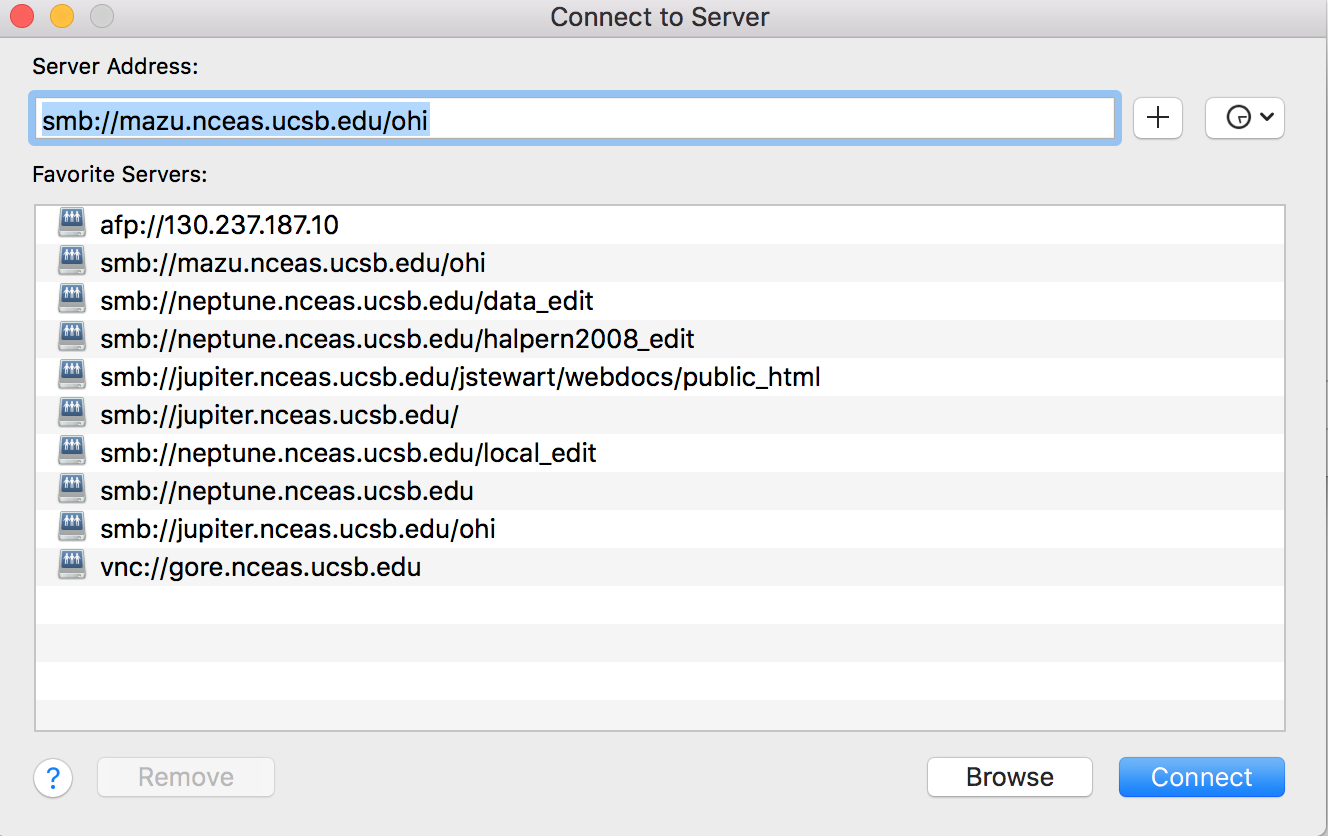 Connect to Server
Server Address:
smb://mazu.nceas.ucsb.edu/ohi
Favorite Servers:
afp://130.237.187.10
smb://mazu.nceas.ucsb.edu/ohi
smb://neptune.nceas.ucsb.edu/data_edit
smb://neptune.nceas.ucsb.edu/halpern2008_edit
smb://jupiter.nceas.ucsb.edu/jstewart/webdocs/public_html
smb://jupiter.nceas.ucsb.edu/
smb://neptune.nceas.ucsb.edu/local_edit
smb://neptune.nceas.ucsb.edu
smb://jupiter.nceas.ucsb.edu/ohi
vnc://gore.nceas.ucsb.edu
? Remove Browse Connect